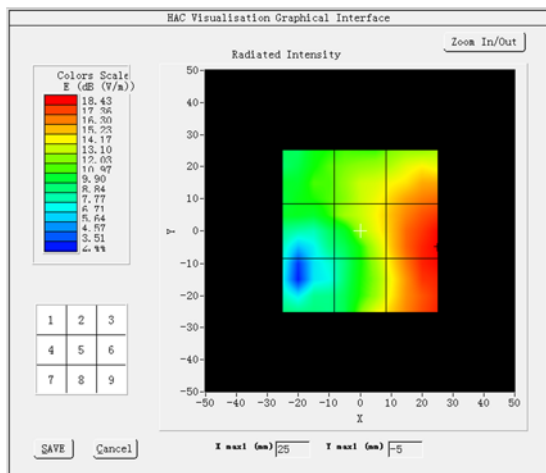 HAC Visualisation Graphical Interface
Zoom In/Out
Radiated Intensity
Colors Scale
E (dB (V/m))
18.43
17.36
16.30
15.23
14.17
13.10
12.03
10.97
9.90
8.84
7.77
6.71
5.64
4.57
3.51
50
40
30
20
10
0
-10
-20
-30
-40
-50
Y
-50 -40 -30 -20 -10 0 10 20 30 40 50
X
1 2 3
4 5 6
7 8 9
SAVE Cancel
X max1 (mm) 25 Y max1 (mm) -5